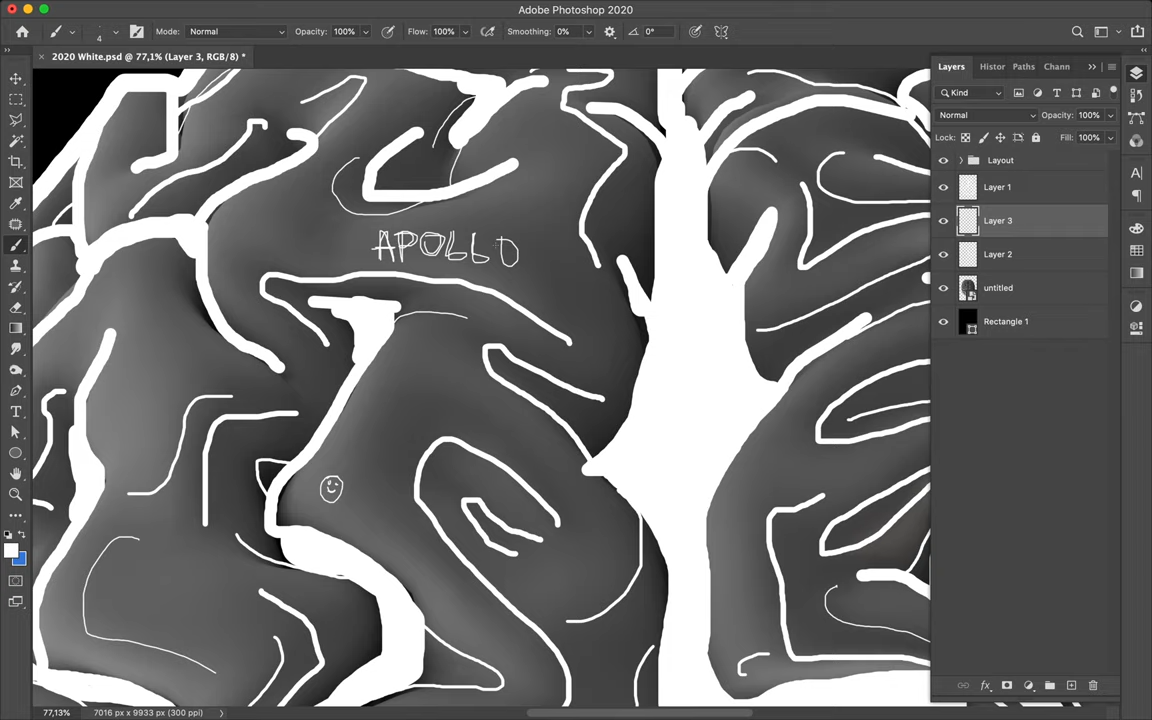 Adobe Photoshop 2020
4 Mode: Normal Opacity: 100% Flow: 100% Smoothing: 0% 0°
2020 White.psd @ 77,1% (Layer 3, RGB/8) *
Layers Histor Paths Chann
Kind
Normal Opacity: 100%
Lock: Fill: 100%
Layout
Layer 1
Layer 3
Layer 2
untitled
Rectangle 1
APOLLO
77,13% 7016 px x 9933 px (300 ppi)